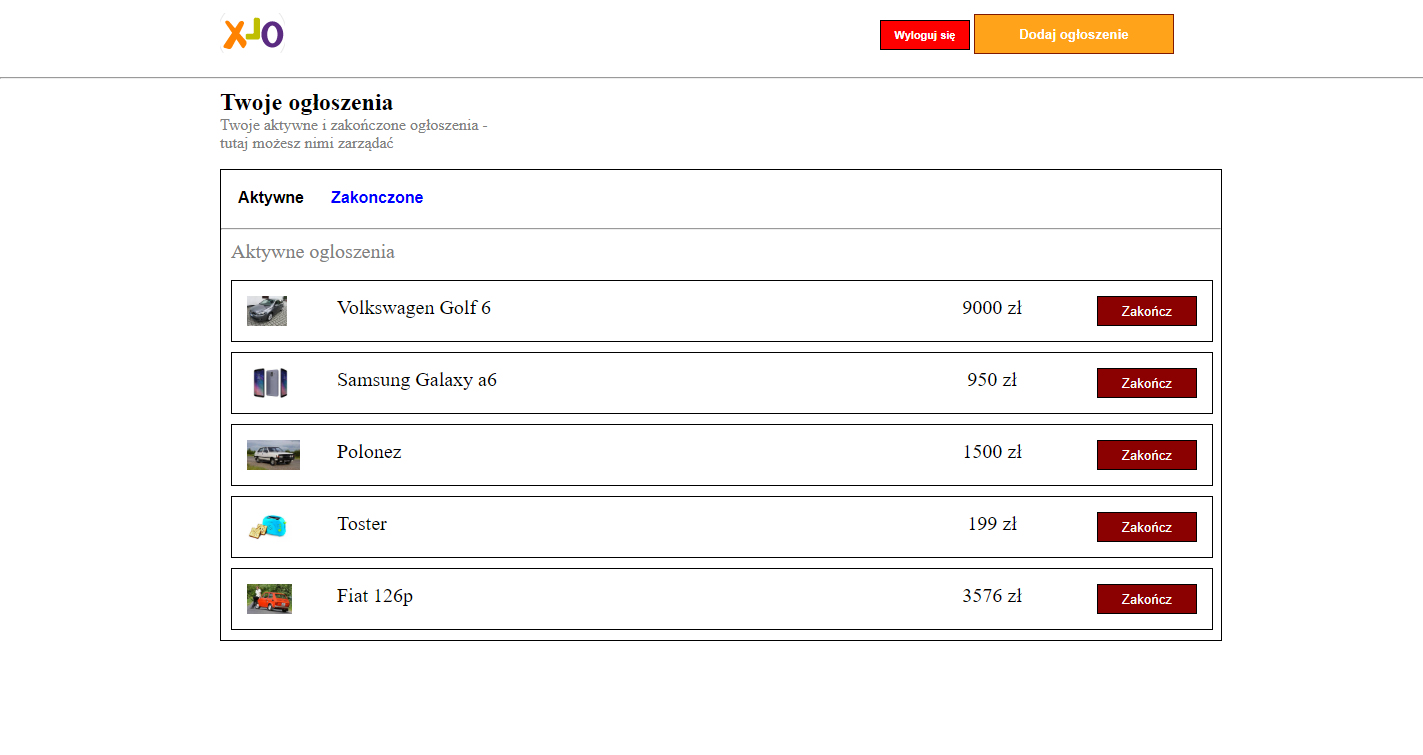 XLO
Wyloguj się
Dodaj ogłoszenie
Twoje ogłoszenia
Twoje aktywne i zakończone ogłoszenia -
tutaj możesz nimi zarządać
Aktywne Zakonczone
Aktywne ogloszenia
Volkswagen Golf 6 9000 zł Zakończ
Samsung Galaxy a6 950 zł Zakończ
Polonez 1500 zł Zakończ
Toster 199 zł Zakończ
Fiat 126p 3576 zł Zakończ